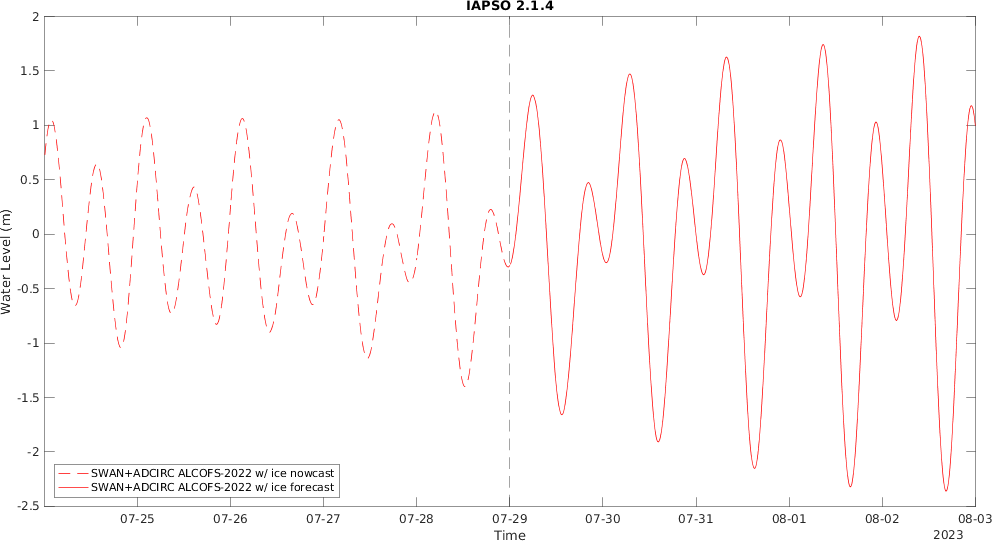 IAPSO 2.1.4
2
1.5
1
0.5
0
-0.5
-1
-1.5
-2
-2.5
Water Level (m)
SWAN+ADCIRC ALCOFS-2022 w/ ice nowcast
SWAN+ADCIRC ALCOFS-2022 w/ ice forecast
07-25 07-26 07-27 07-28 07-29 07-30 07-31 08-01 08-02 08-03
Time
2023